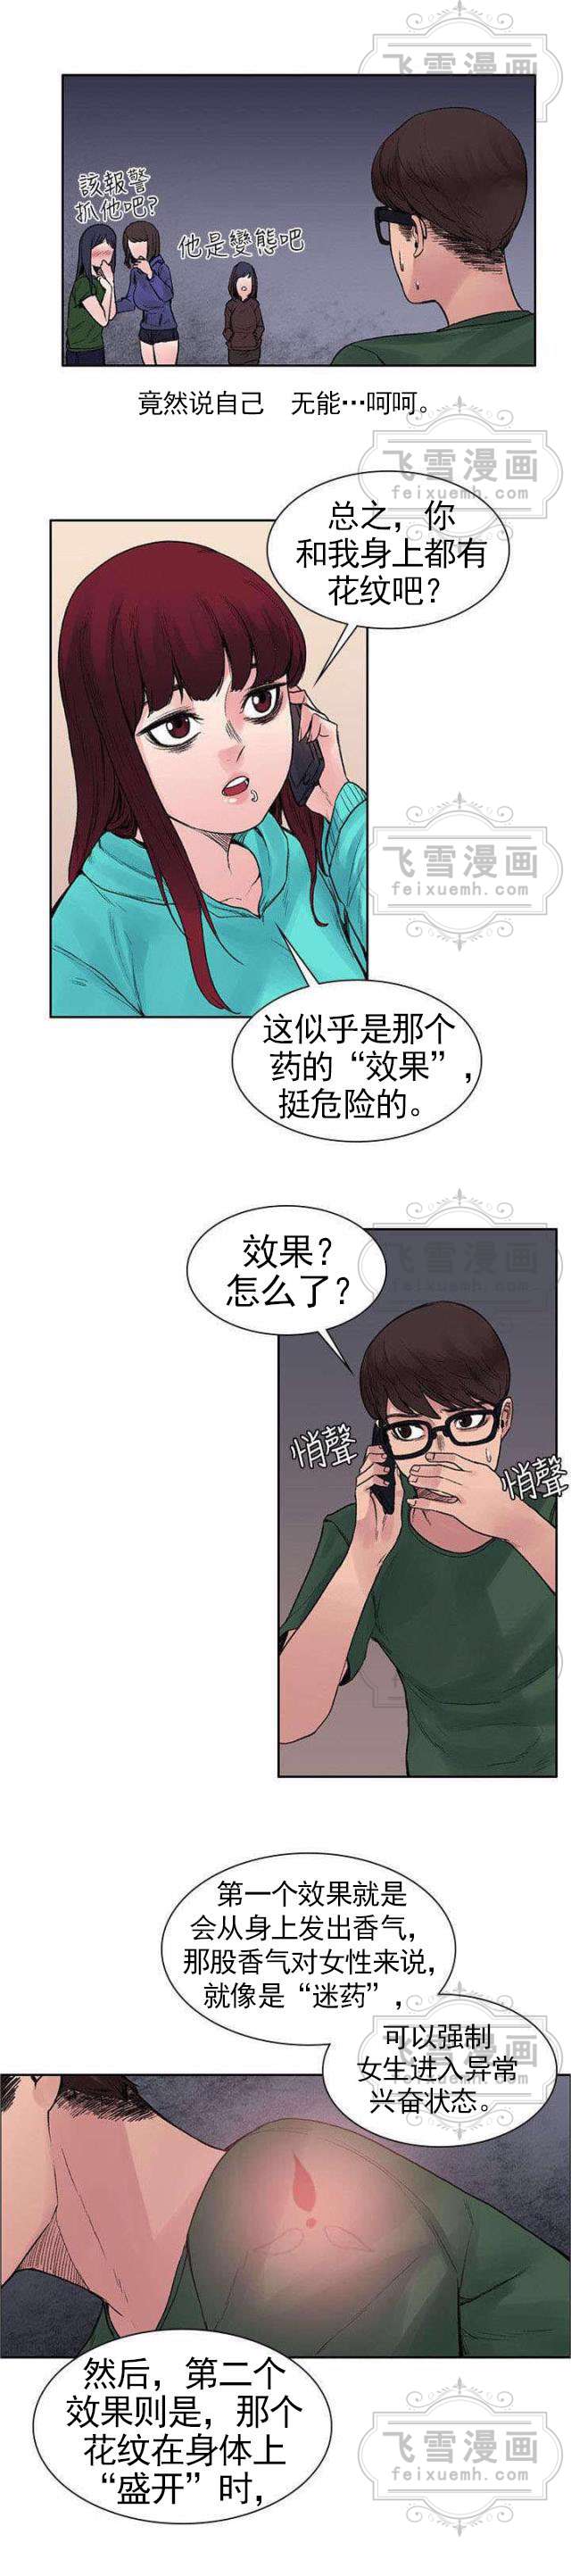 飞雪漫画
該報警
抓他吧?
他是變態吧
竟然说自己 无能…呵呵。
飞雪漫画
feixuemh.com
总之，你
和我身上都有
花纹吧?
飞雪漫画
feixuemh.com
这似乎是那个
药的“效果”，
挺危险的。
效果?
怎么了?
悄聲
悄聲
第一个效果就是
会从身上发出香气，
那股香气对女性来说，
就像是“迷药”，
可以强制
女生进入异常
兴奋状态。
然后，第二个
效果则是，那个
花纹在身体上
“盛开”时，
飞雪漫画
feixuemh.com